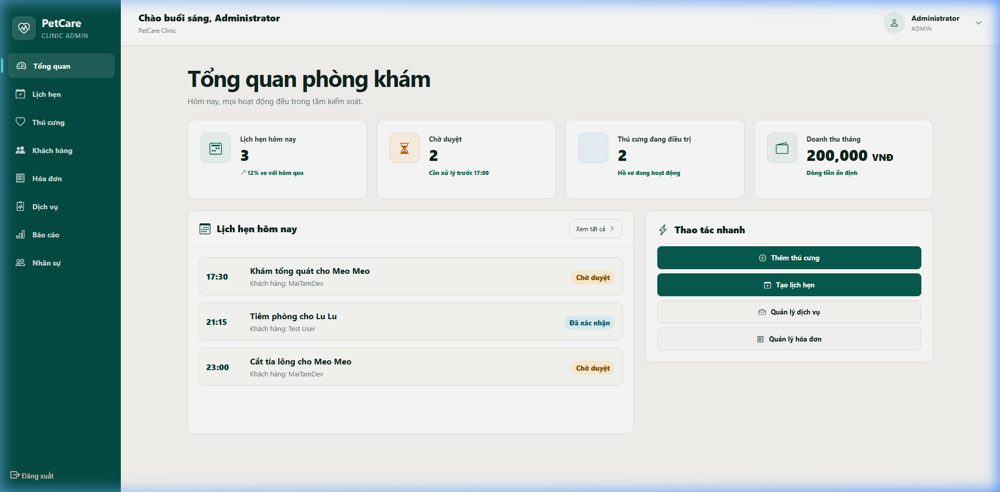 PetCare
CLINIC ADMIN
Tổng quan
Lịch hẹn
Thú cưng
Khách hàng
Hóa đơn
Dịch vụ
Báo cáo
Nhân sự
Đăng xuất
Chào buổi sáng, Administrator
PetCare Clinic
Administrator
ADMIN
Tổng quan phòng khám
Hôm nay, mọi hoạt động đều trong tầm kiểm soát.
Lịch hẹn hôm nay
3
12% so với hôm qua
Chờ duyệt
2
Cần xử lý trước 17:00
Thú cưng đang điều trị
2
Hồ sơ đang hoạt động
Doanh thu tháng
200,000 VNĐ
Dòng tiền ổn định
Lịch hẹn hôm nay
Xem tất cả
17:30
Khám tổng quát cho Meo Meo
Khách hàng: MaiTamDev
Chờ duyệt
21:15
Tiêm phòng cho Lu Lu
Khách hàng: Test User
Đã xác nhận
23:00
Cắt tỉa lông cho Meo Meo
Khách hàng: MaiTamDev
Chờ duyệt
Thao tác nhanh
Thêm thú cưng
Tạo lịch hẹn
Quản lý dịch vụ
Quản lý hóa đơn